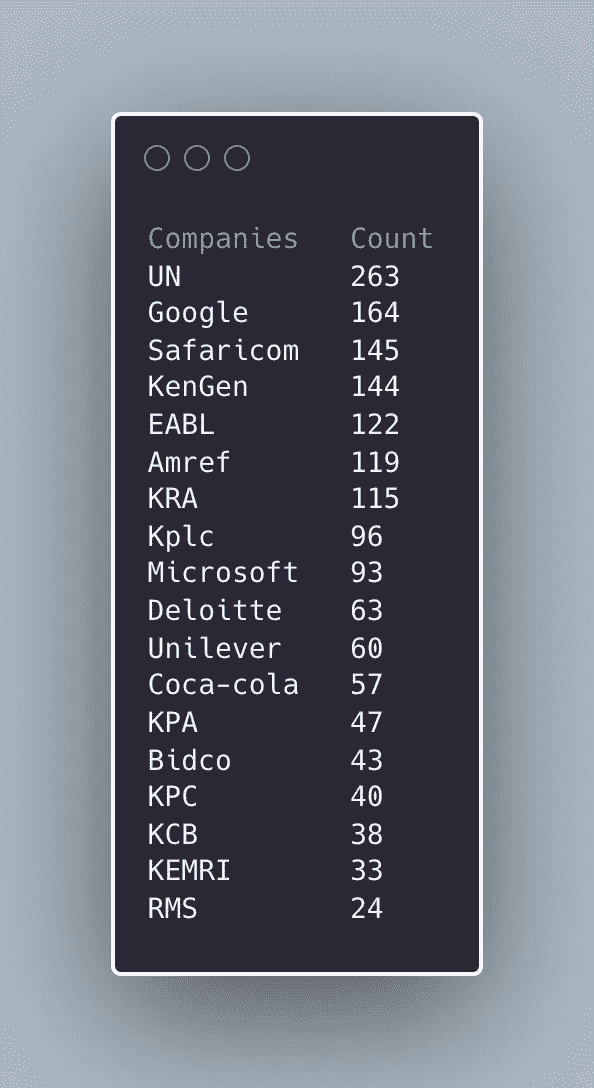 Companies Count
UN 263
Google 164
Safaricom 145
KenGen 144
EABL 122
Amref 119
KRA 115
Kplc 96
Microsoft 93
Deloitte 63
Unilever 60
Coca-cola 57
KPA 47
Bidco 43
KPC 40
KCB 38
KEMRI 33
RMS 24